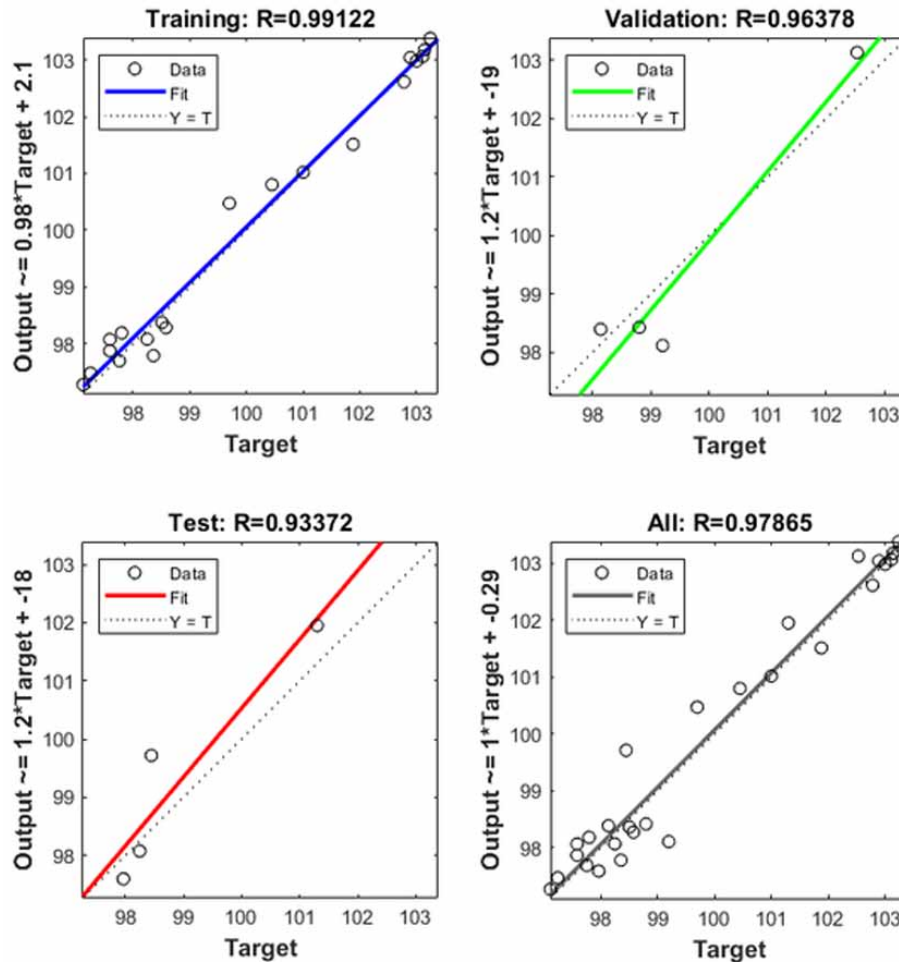 Training: R=0.99122
Output ~= 0.98*Target + 2.1
103
102
101
100
99
98
Data
Fit
Y = T
98 99 100 101 102 103
Target
Validation: R=0.96378
Output ~= 1.2*Target + -19
103
102
101
100
99
98
Data
Fit
Y = T
98 99 100 101 102 103
Target
Test: R=0.93372
Output ~= 1.2*Target + -18
103
102
101
100
99
98
Data
Fit
Y = T
98 99 100 101 102 103
Target
All: R=0.97865
Output ~= 1*Target + -0.29
103
102
101
100
99
98
Data
Fit
Y = T
98 99 100 101 102 103
Target